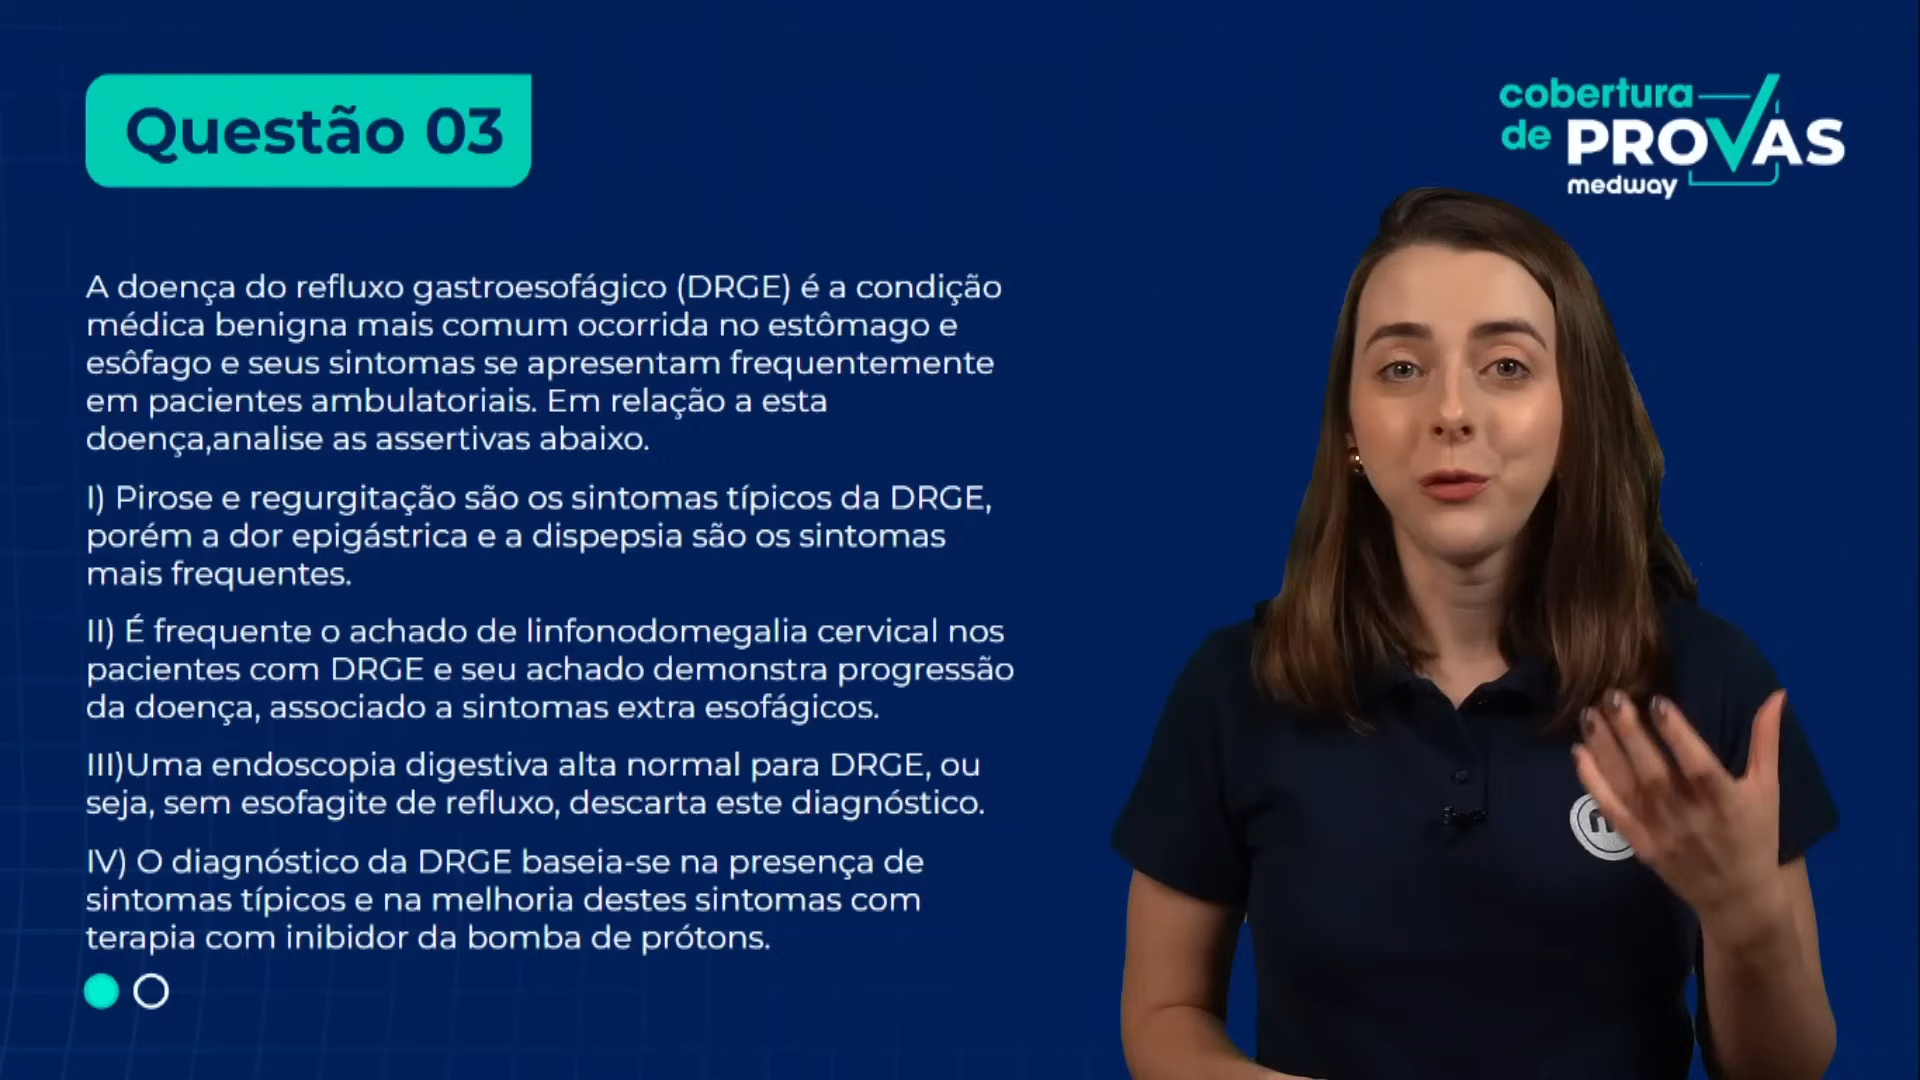 Questão 03
cobertura
de PROVAS
medway
A doença do refluxo gastroesofágico (DRGE) é a condição
médica benigna mais comum ocorrida no estômago e
esôfago e seus sintomas se apresentam frequentemente
em pacientes ambulatoriais. Em relação a esta
doença,analise as assertivas abaixo.
I) Pirose e regurgitação são os sintomas típicos da DRGE,
porém a dor epigástrica e a dispepsia são os sintomas
mais frequentes.
II) É frequente o achado de linfonodomegalia cervical nos
pacientes com DRGE e seu achado demonstra progressão
da doença, associado a sintomas extra esofágicos.
III)Uma endoscopia digestiva alta normal para DRGE, ou
seja, sem esofagite de refluxo, descarta este diagnóstico.
IV) O diagnóstico da DRGE baseia-se na presença de
sintomas típicos e na melhoria destes sintomas com
terapia com inibidor da bomba de prótons.